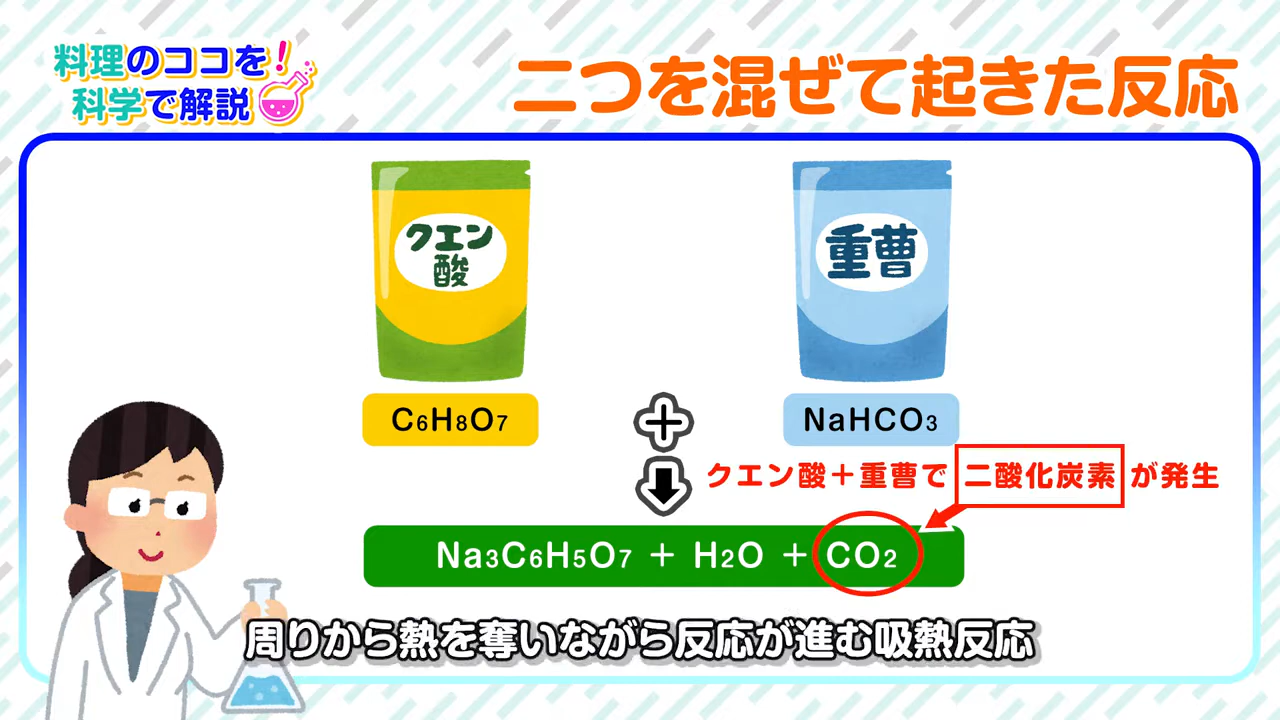 料理のココを!
科学で解説
二つを混ぜて起きた反応
クエン
酸
重曹
C6H8O7
+
NaHCO3
クエン酸+重曹で 二酸化炭素 が発生
Na3C6H5O7 + H2O + CO2
周りから熱を奪いながら反応が進む吸熱反応